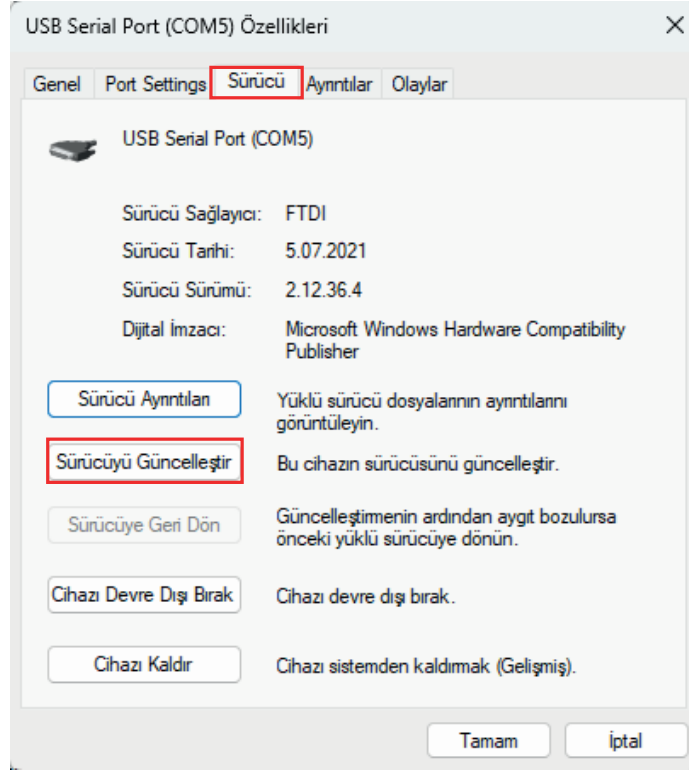 USB Serial Port (COM5) Özellikleri
Genel Port Settings Sürücü Ayrıntılar Olaylar
USB Serial Port (COM5)
Sürücü Sağlayıcı: FTDI
Sürücü Tarihi: 5.07.2021
Sürücü Sürümü: 2.12.36.4
Dijital İmzacı: Microsoft Windows Hardware Compatibility
Publisher
Sürücü Ayrıntıları Yüklü sürücü dosyalarının ayrıntılarını
görüntüleyin.
Sürücüyü Güncelleştir Bu cihazın sürücüsünü güncelleştir.
Sürücüye Geri Dön Güncelleştirmenin ardından aygıt bozulursa
önceki yüklü sürücüye dönün.
Cihazı Devre Dışı Bırak Cihazı devre dışı bırak.
Cihazı Kaldır Cihazı sistemden kaldırmak (Gelişmiş).
Tamam İptal